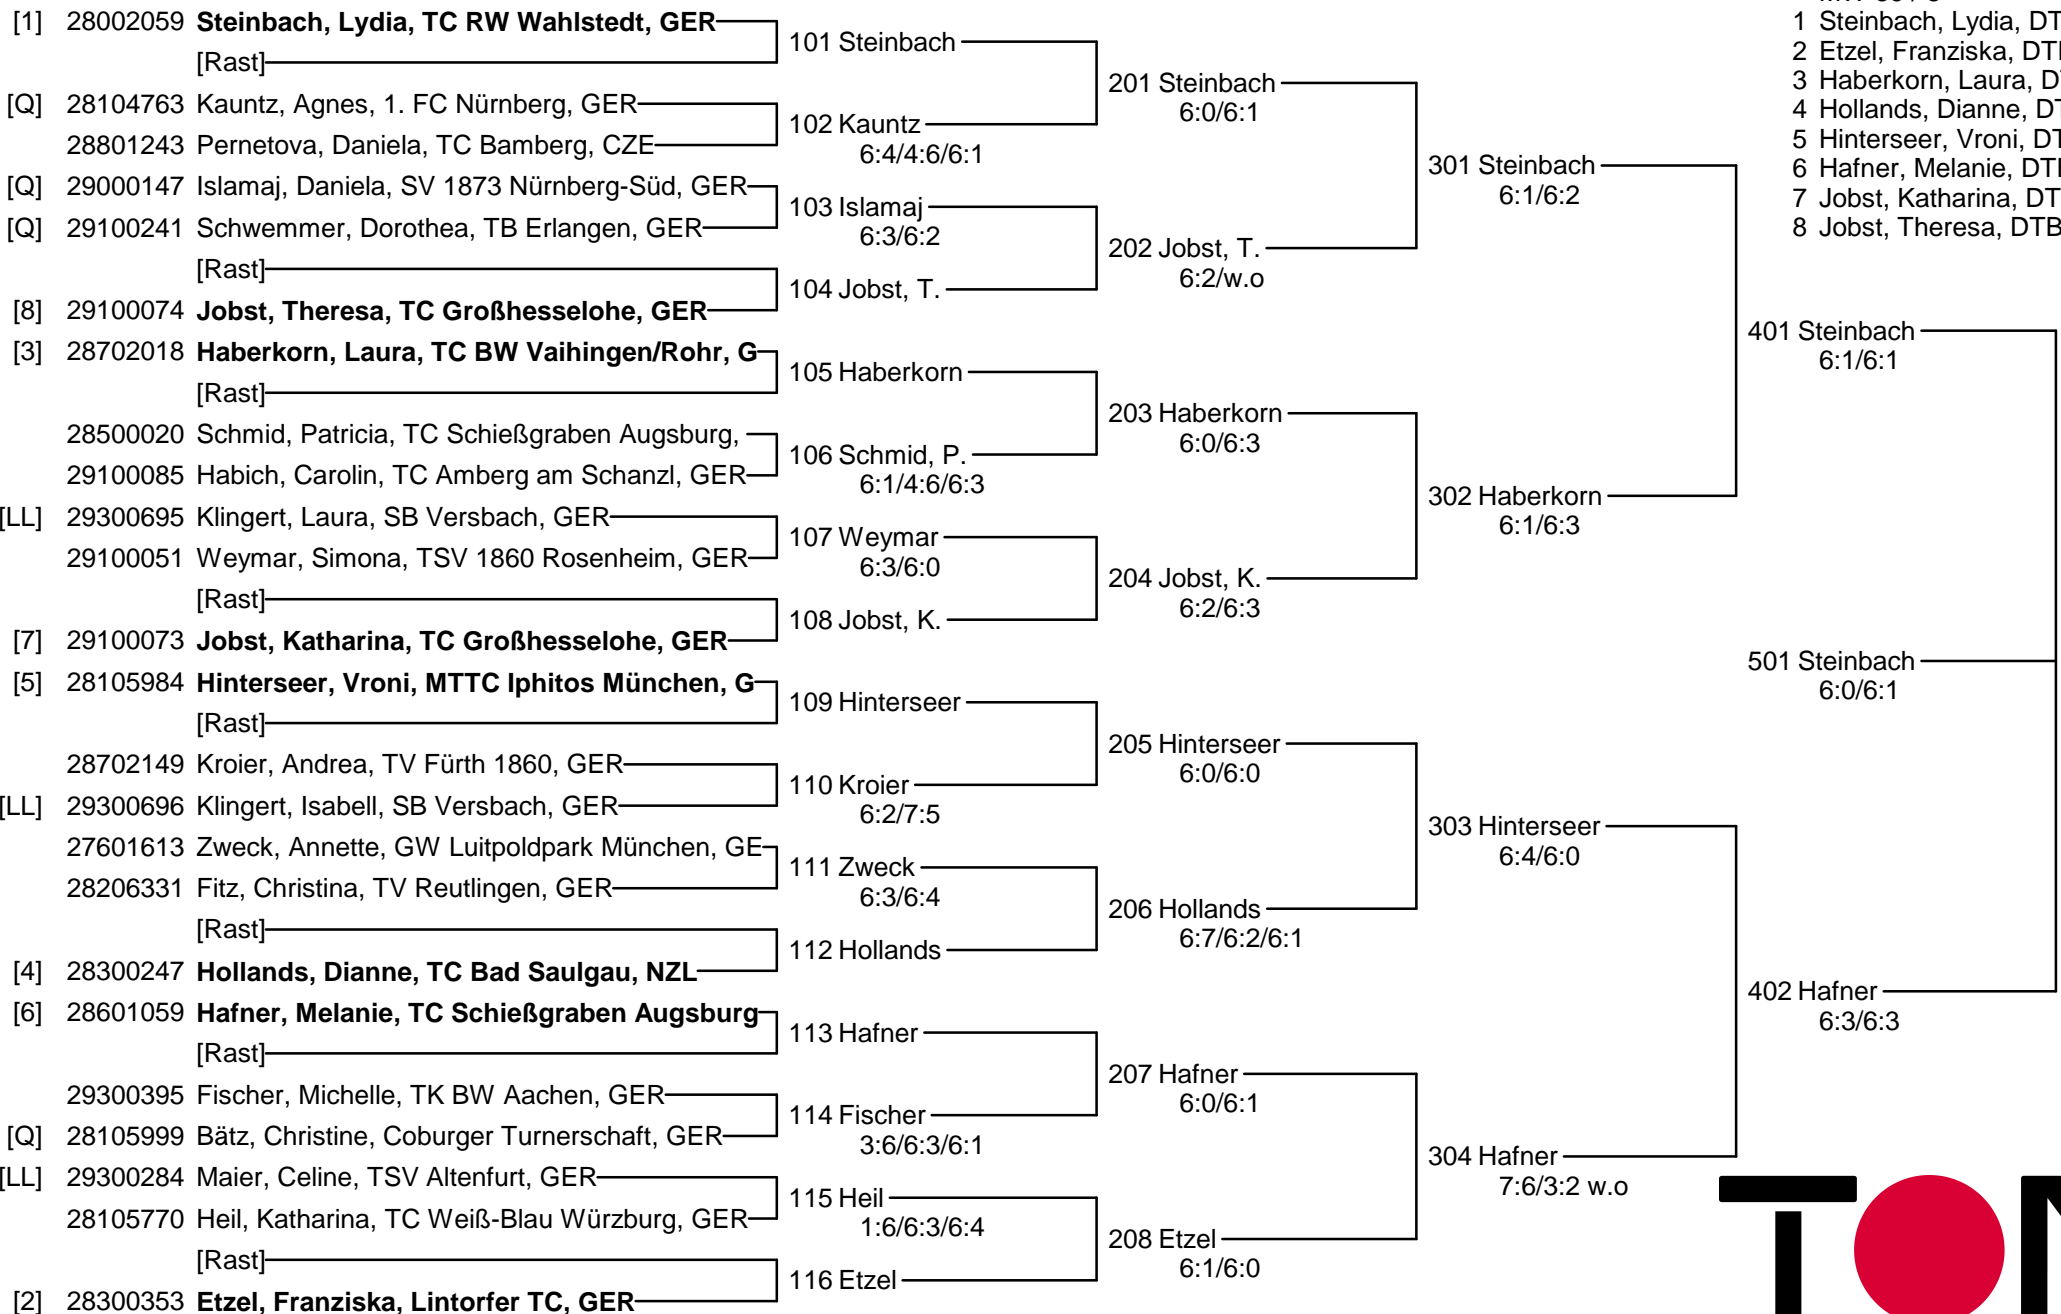 [1] 28002059 Steinbach, Lydia, TC RW Wahlstedt, GER
[Rast]
[Q] 28104763 Kauntz, Agnes, 1. FC Nürnberg, GER
28801243 Pernetova, Daniela, TC Bamberg, CZE
[Q] 29000147 Islamaj, Daniela, SV 1873 Nürnberg-Süd, GER
[Q] 29100241 Schwemmer, Dorothea, TB Erlangen, GER
[Rast]
[8] 29100074 Jobst, Theresa, TC Großhesselohe, GER
[3] 28702018 Haberkorn, Laura, TC BW Vaihingen/Rohr, G
[Rast]
28500020 Schmid, Patricia, TC Schießgraben Augsburg,
29100085 Habich, Carolin, TC Amberg am Schanzl, GER
[LL] 29300695 Klingert, Laura, SB Versbach, GER
29100051 Weymar, Simona, TSV 1860 Rosenheim, GER
[Rast]
[7] 29100073 Jobst, Katharina, TC Großhesselohe, GER
[5] 28105984 Hinterseer, Vroni, MTTC Iphitos München, G
[Rast]
28702149 Kroier, Andrea, TV Fürth 1860, GER
[LL] 29300696 Klingert, Isabell, SB Versbach, GER
27601613 Zweck, Annette, GW Luitpoldpark München, GE
28206331 Fitz, Christina, TV Reutlingen, GER
[Rast]
[4] 28300247 Hollands, Dianne, TC Bad Saulgau, NZL
[6] 28601059 Hafner, Melanie, TC Schießgraben Augsburg
[Rast]
29300395 Fischer, Michelle, TK BW Aachen, GER
[Q] 28105999 Bätz, Christine, Coburger Turnerschaft, GER
[LL] 29300284 Maier, Celine, TSV Altenfurt, GER
28105770 Heil, Katharina, TC Weiß-Blau Würzburg, GER
[Rast]
[2] 28300353 Etzel, Franziska, Lintorfer TC, GER
101 Steinbach
102 Kauntz
6:4/4:6/6:1
103 Islamaj
6:3/6:2
104 Jobst, T.
105 Haberkorn
106 Schmid, P.
6:1/4:6/6:3
107 Weymar
6:3/6:0
108 Jobst, K.
109 Hinterseer
110 Kroier
6:2/7:5
111 Zweck
6:3/6:4
112 Hollands
113 Hafner
114 Fischer
3:6/6:3/6:1
115 Heil
1:6/6:3/6:4
116 Etzel
201 Steinbach
6:0/6:1
202 Jobst, T.
6:2/w.o
203 Haberkorn
6:0/6:3
204 Jobst, K.
6:2/6:3
205 Hinterseer
6:0/6:0
206 Hollands
6:7/6:2/6:1
207 Hafner
6:0/6:1
208 Etzel
6:1/6:0
301 Steinbach
6:1/6:2
302 Haberkorn
6:1/6:3
303 Hinterseer
6:4/6:0
304 Hafner
7:6/3:2 w.o
401 Steinbach
6:1/6:1
501 Steinbach
6:0/6:1
402 Hafner
6:3/6:3
1 Steinbach, Lydia, DT
2 Etzel, Franziska, DT
3 Haberkorn, Laura, D
4 Hollands, Dianne, DT
5 Hinterseer, Vroni, DT
6 Hafner, Melanie, DT
7 Jobst, Katharina, DT
8 Jobst, Theresa, DTB